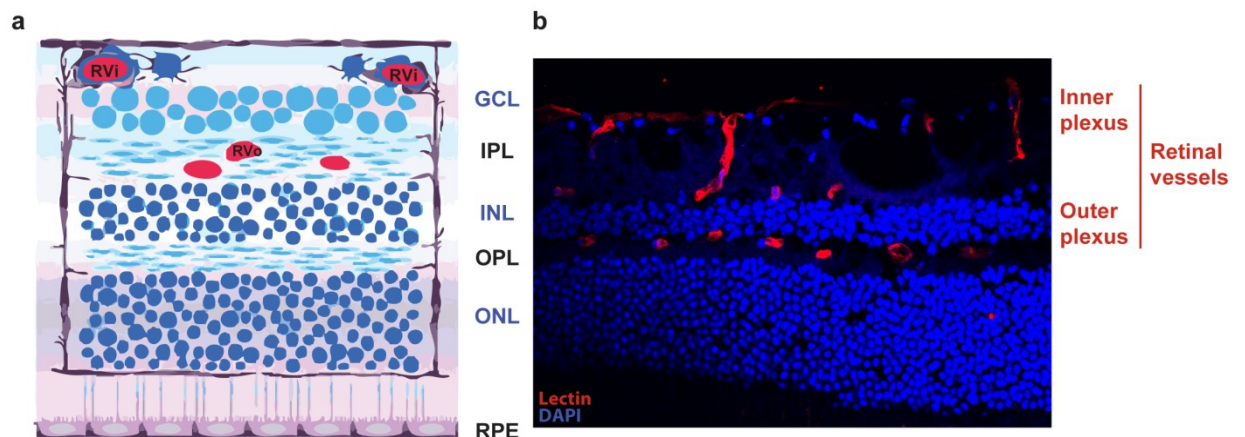 a
RVi
RVi
GCL
IPL
RVo
INL
OPL
ONL
RPE
b
Lectin
DAPI
Inner
plexus
Retinal
vessels
Outer
plexus